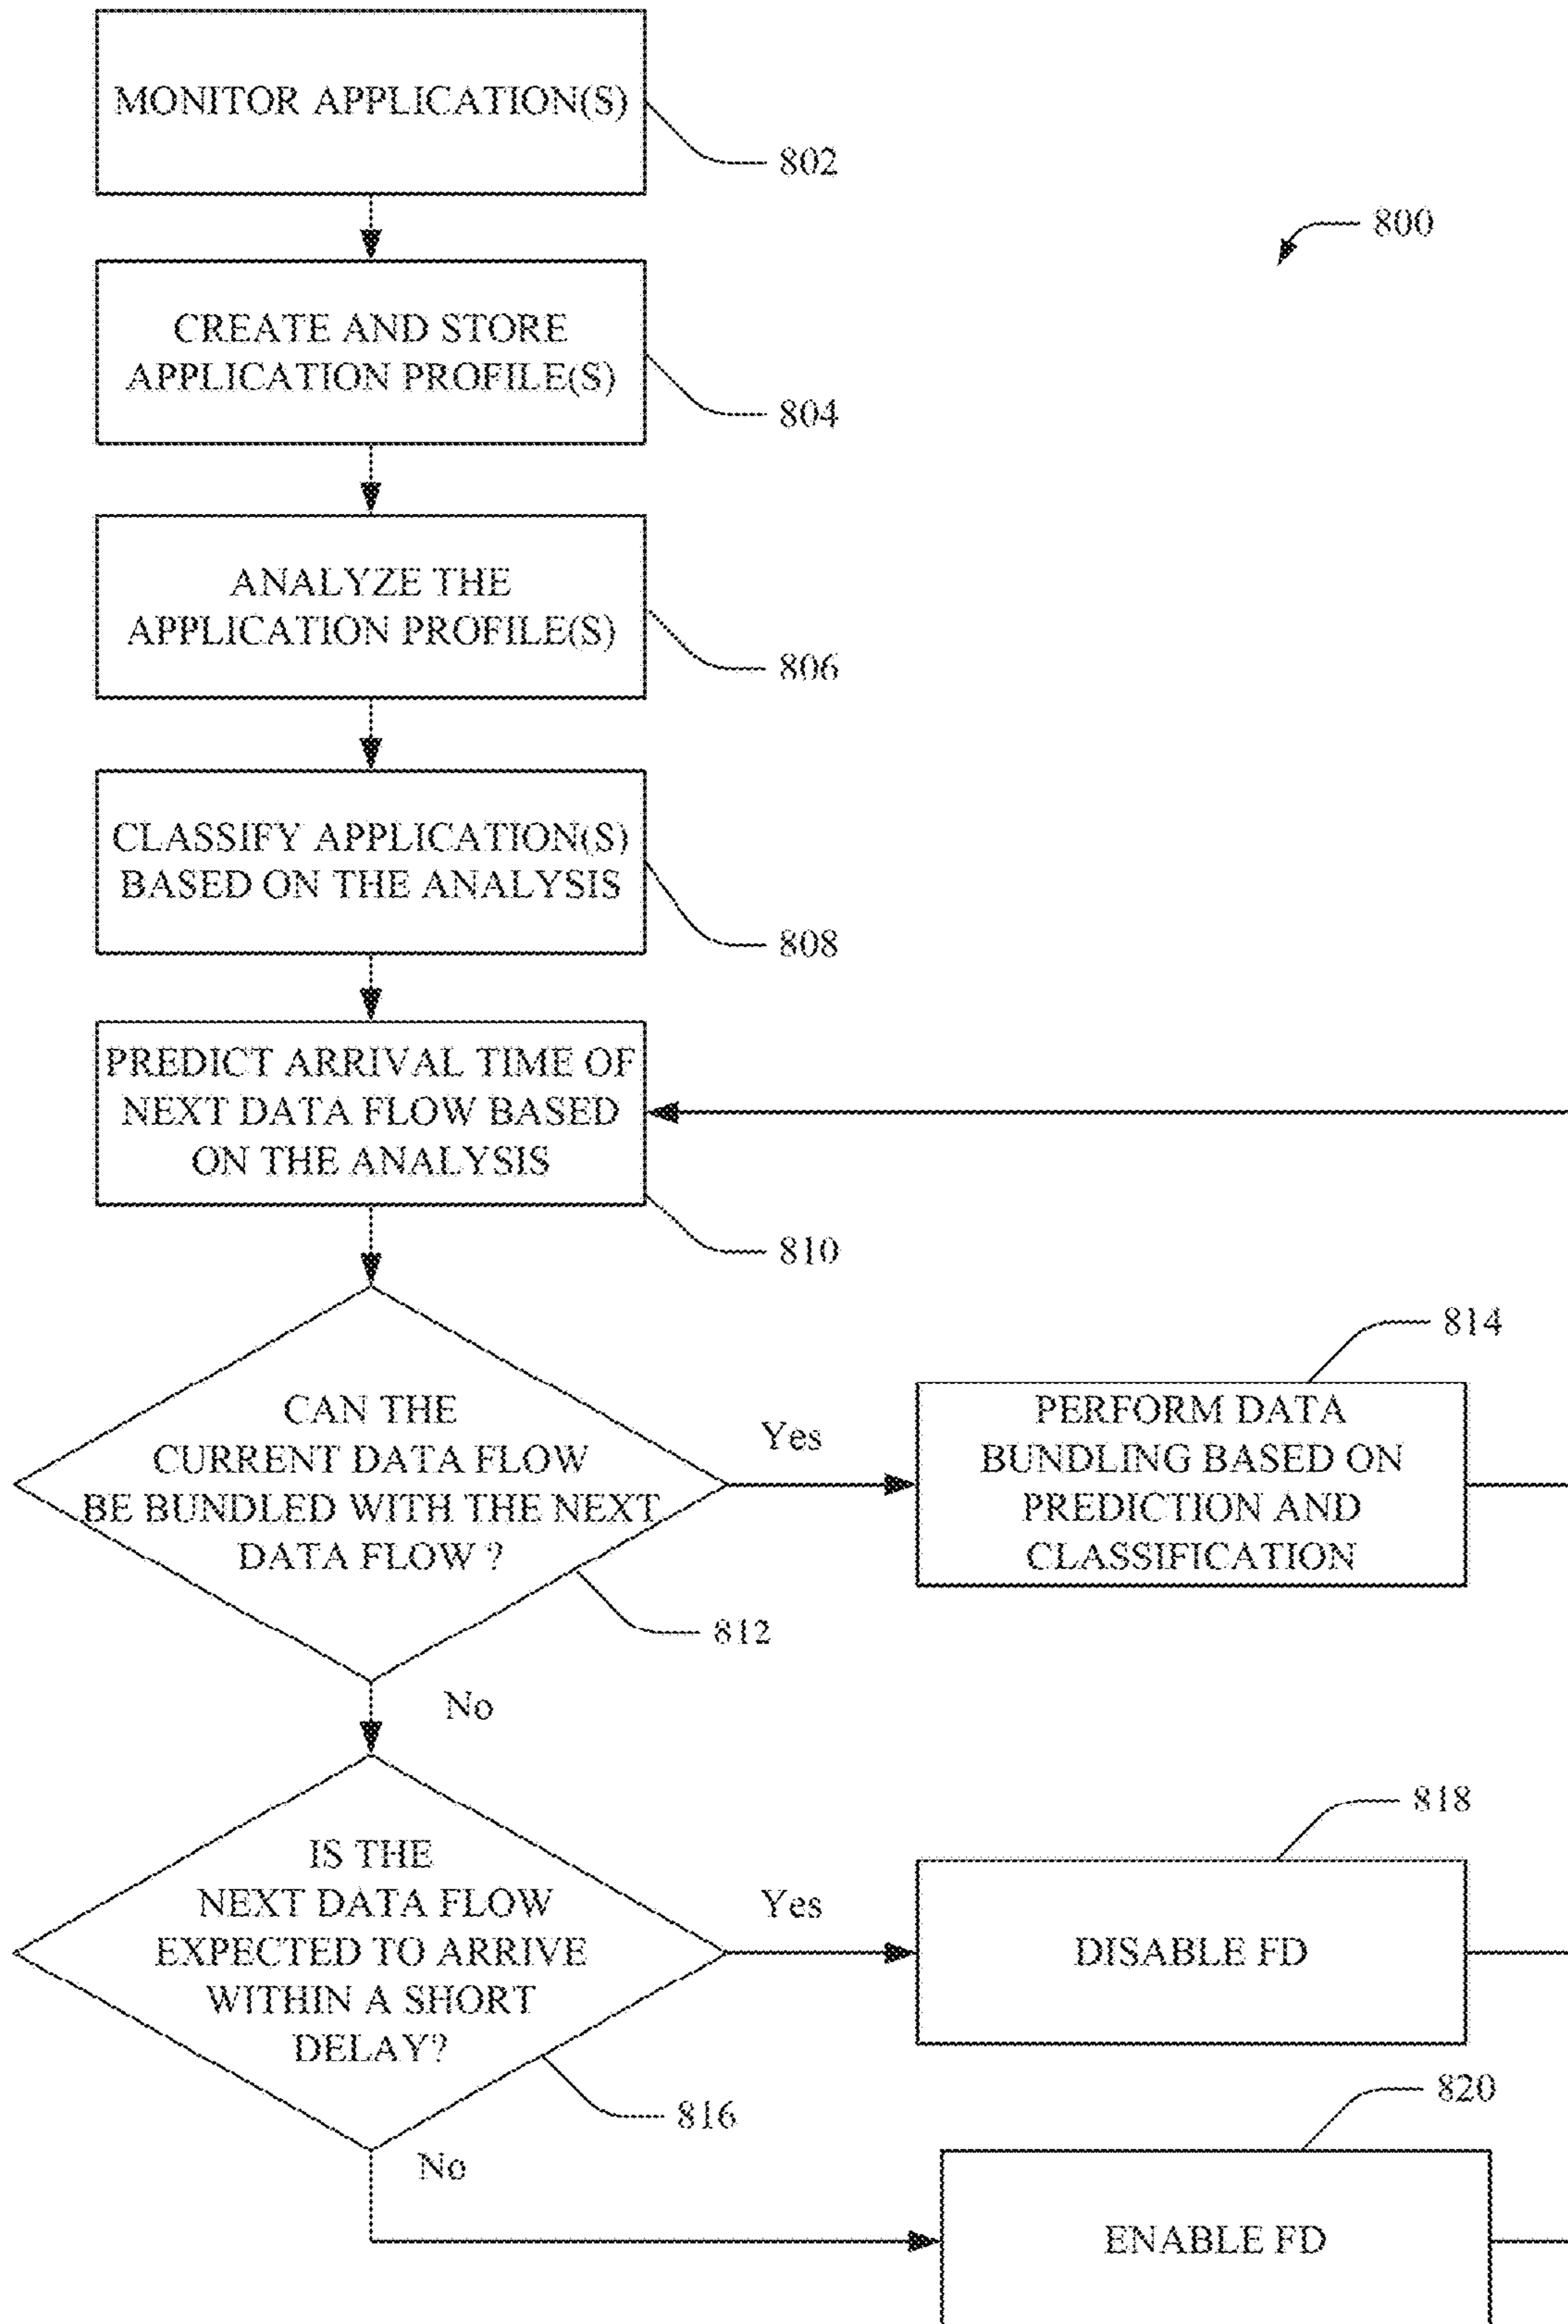 MONITOR APPLICATION(S)
802
800
CREATE AND STORE
APPLICATION PROFILE(S)
804
ANALYZE THE
APPLICATION PROFILE(S)
806
CLASSIFY APPLICATION(S)
BASED ON THE ANALYSIS
808
PREDICT ARRIVAL TIME OF
NEXT DATA FLOW BASED
ON THE ANALYSIS
810
CAN THE
CURRENT DATA FLOW
BE BUNDLED WITH THE NEXT
DATA FLOW ?
812
Yes
814
PERFORM DATA
BUNDLING BASED ON
PREDICTION AND
CLASSIFICATION
No
IS THE
NEXT DATA FLOW
EXPECTED TO ARRIVE
WITHIN A SHORT
DELAY?
816
Yes
818
DISABLE FD
No
820
ENABLE FD